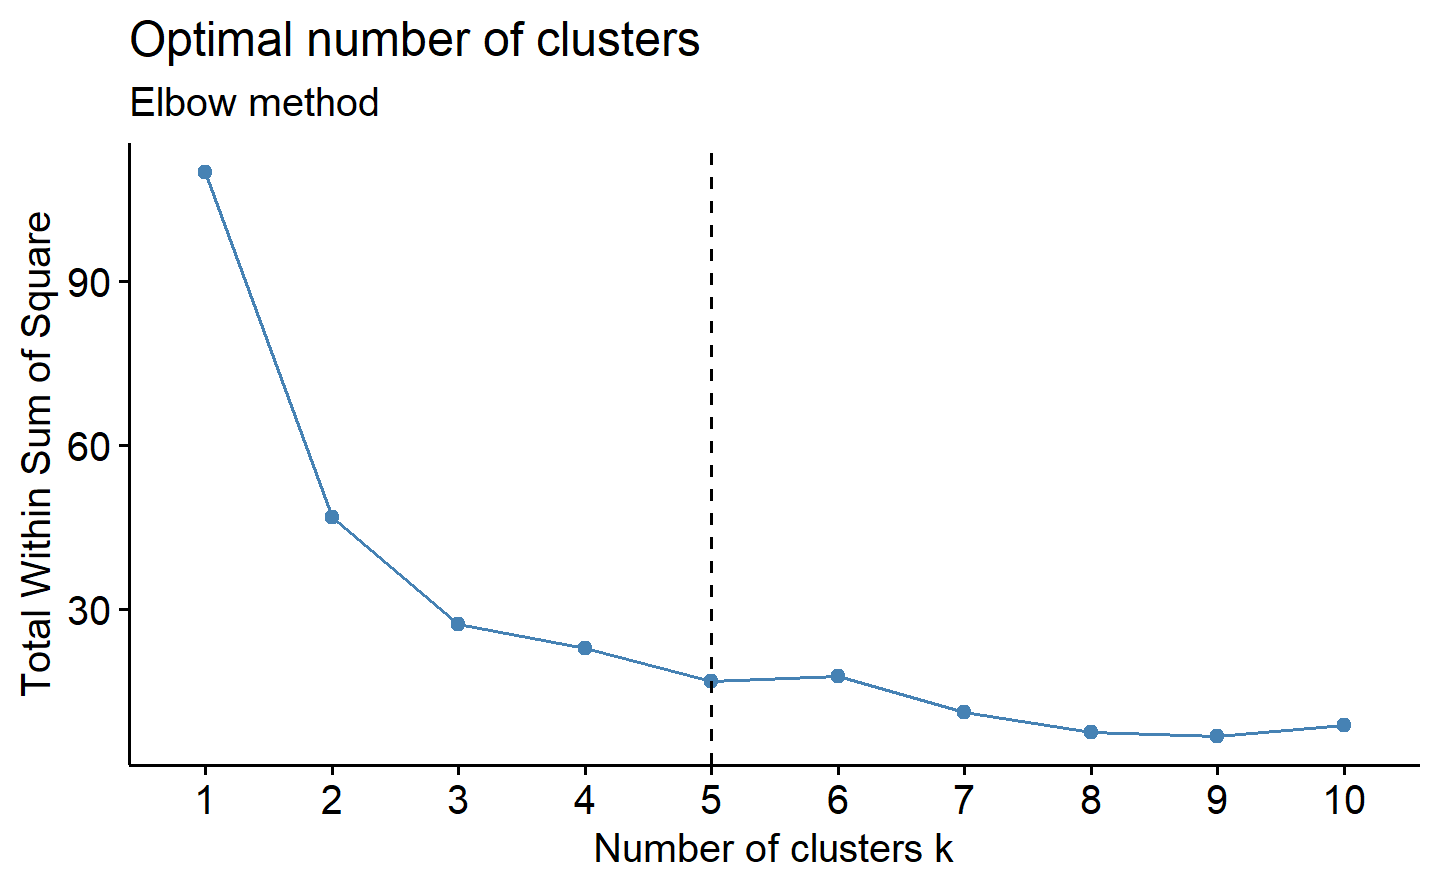 Optimal number of clusters
Elbow method
Total Within Sum of Square
90
60
30
1 2 3 4 5 6 7 8 9 10
Number of clusters k